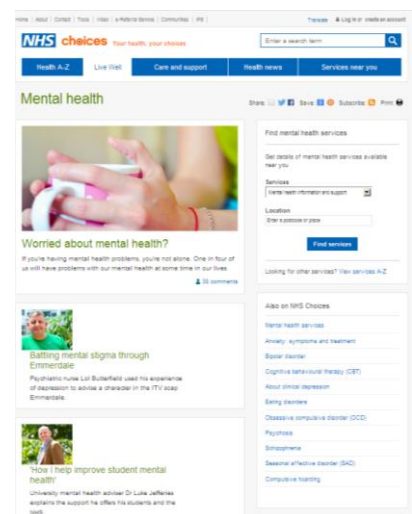 Home | About | Contact | Tools | Video | e-Referral Service | Communities | IPS |
Translate
Log in or create an account
NHS choices Your health, your choices
Enter a search term
Health A-Z
Live Well
Care and support
Health news
Services near you
Mental health
Share: Save: Subscribe: Print:
Worried about mental health?
If you're having mental health problems, you're not alone. One in four of
us will have problems with our mental health at some time in our lives.
38 comments
Battling mental stigma through
Emmerdale
Psychiatric nurse Lol Butterfield used his experience
of depression to advise a character in the ITV soap
Emmerdale.
'How I help improve student mental
health'
University mental health adviser Dr Luke Jefferies
explains the support he offers his students and the
Find mental health services
Get details of mental health services available
near you
Services
Mental health information and support
Location
Enter a postcode or place
Find services
Looking for other services? View services A-Z
Also on NHS Choices
Mental health services
Anxiety: symptoms and treatment
Bipolar disorder
Cognitive behavioural therapy (CBT)
About clinical depression
Eating disorders
Obsessive compulsive disorder (OCD)
Psychosis
Schizophrenia
Seasonal affective disorder (SAD)
Compulsive hoarding